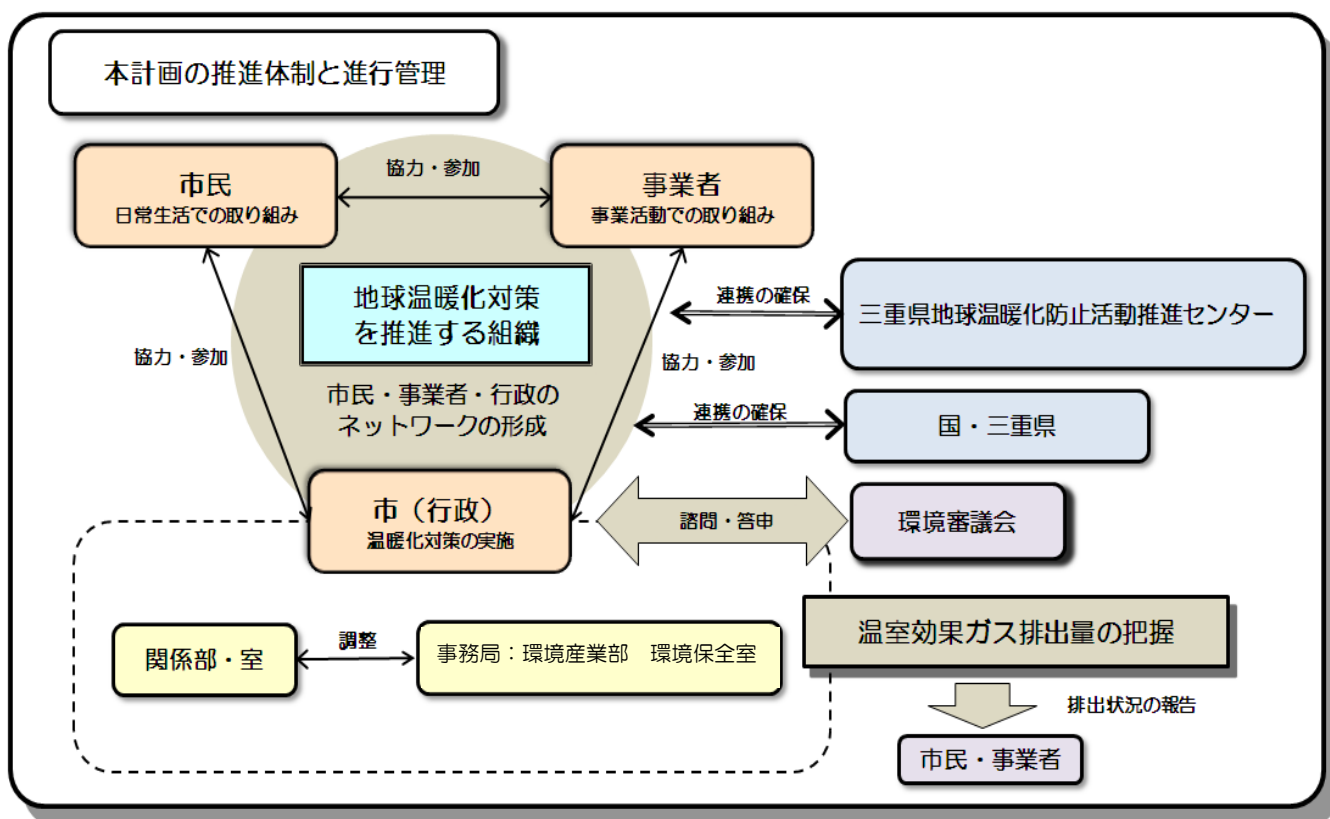 本計画の推進体制と進行管理
市民
日常生活での取り組み
協力・参加
事業者
事業活動での取り組み
地球温暖化対策
を推進する組織
協力・参加
協力・参加
市民・事業者・行政の
ネットワークの形成
連携の確保
三重県地球温暖化防止活動推進センター
連携の確保
国・三重県
市（行政）
温暖化対策の実施
諮問・答申
環境審議会
関係部・室
調整
事務局：環境産業部　環境保全室
温室効果ガス排出量の把握
排出状況の報告
市民・事業者